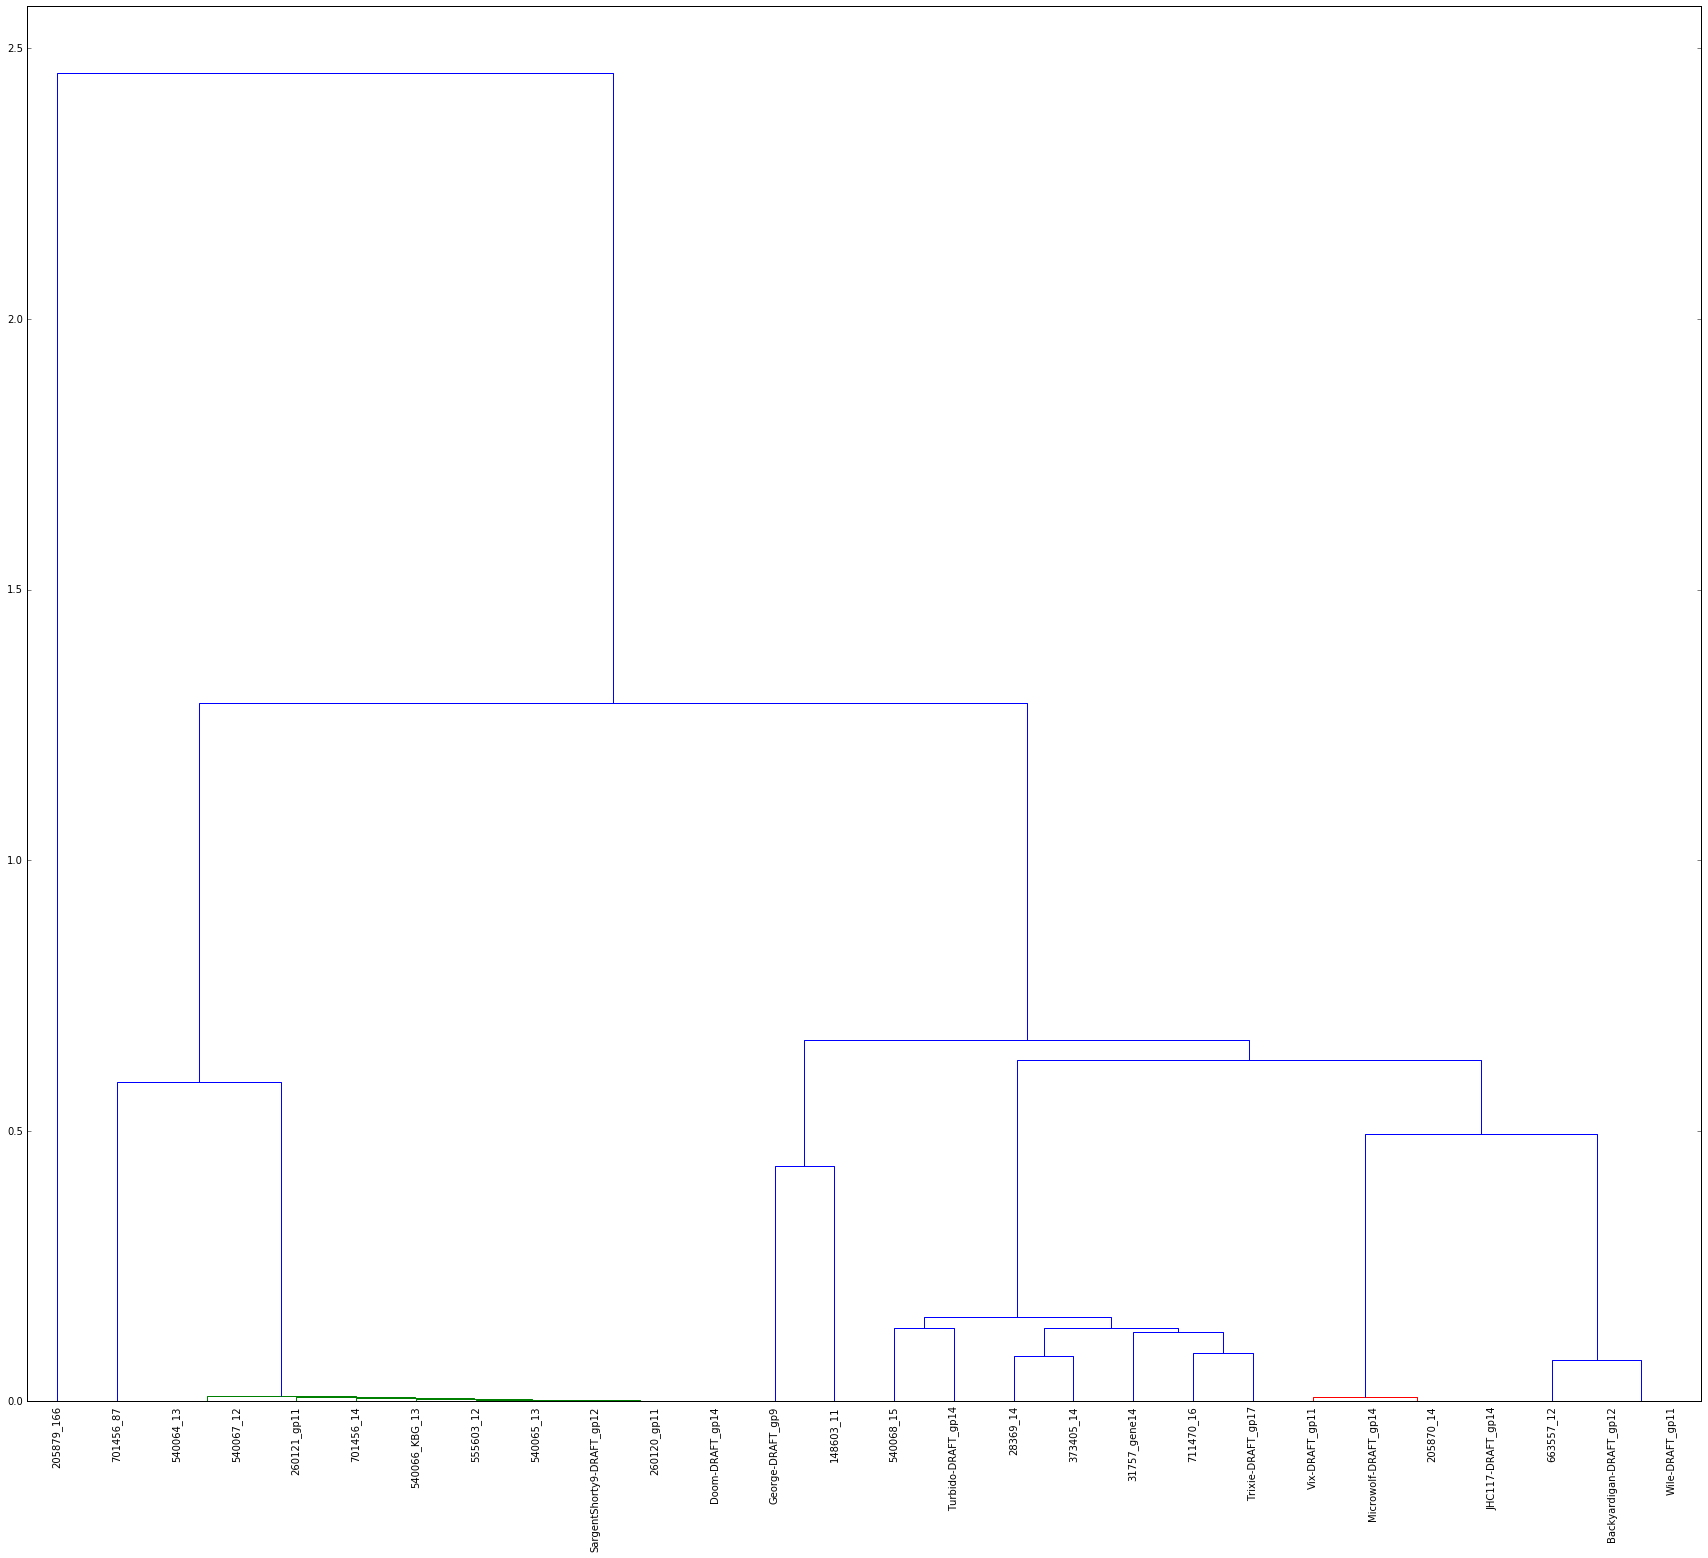 2.5
2.0
1.5
1.0
0.5
0.0
205879_166
701456_87
540064_13
540067_12
260121_gp11
701456_14
540066_KBG_13
555603_12
540065_13
SargentShorty9-DRAFT_gp12
260120_gp11
Doom-DRAFT_gp14
George-DRAFT_gp9
148603_11
540068_15
Turbido-DRAFT_gp14
28369_14
373405_14
31757_gene14
711470_16
Trixie-DRAFT_gp17
Vix-DRAFT_gp11
Microwolf-DRAFT_gp14
205870_14
JHC117-DRAFT_gp14
663557_12
Backyardigan-DRAFT_gp12
Wile-DRAFT_gp11